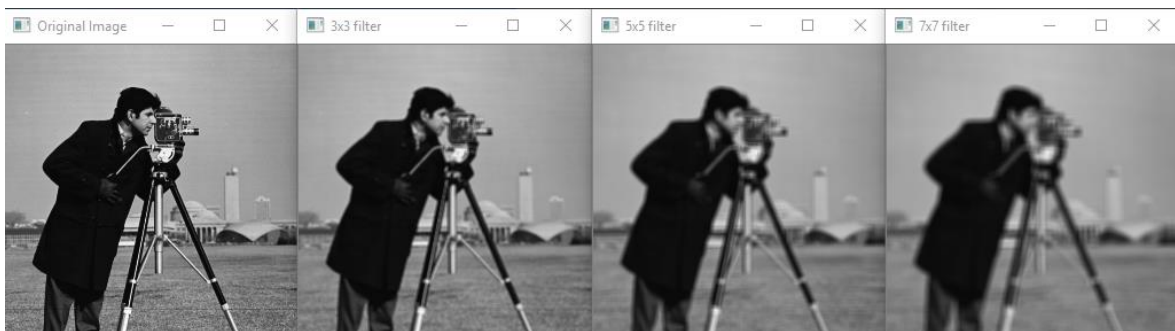 Original Image
3x3 filter
5x5 filter
7x7 filter